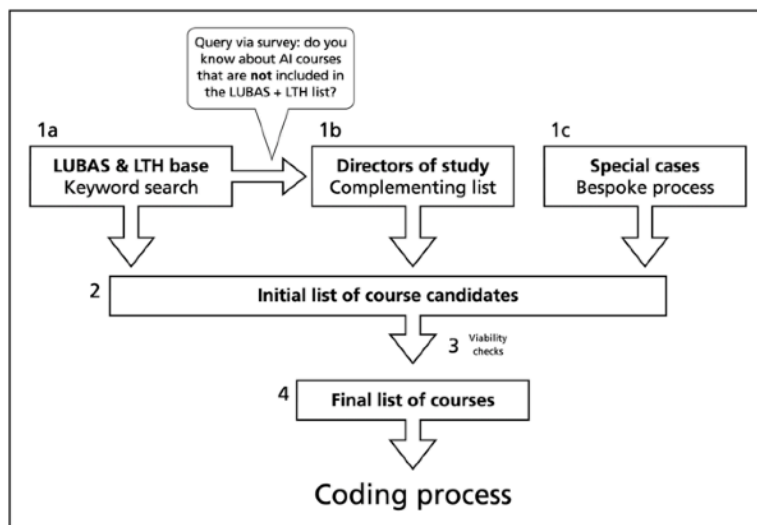 Query via survey: do you
know about AI courses
that are not included in
the LUBAS + LTH list?
1a
1b
1c
LUBAS & LTH base
Keyword search
Directors of study
Complementing list
Special cases
Bespoke process
2
Initial list of course candidates
3
Viability
checks
4
Final list of courses
Coding process